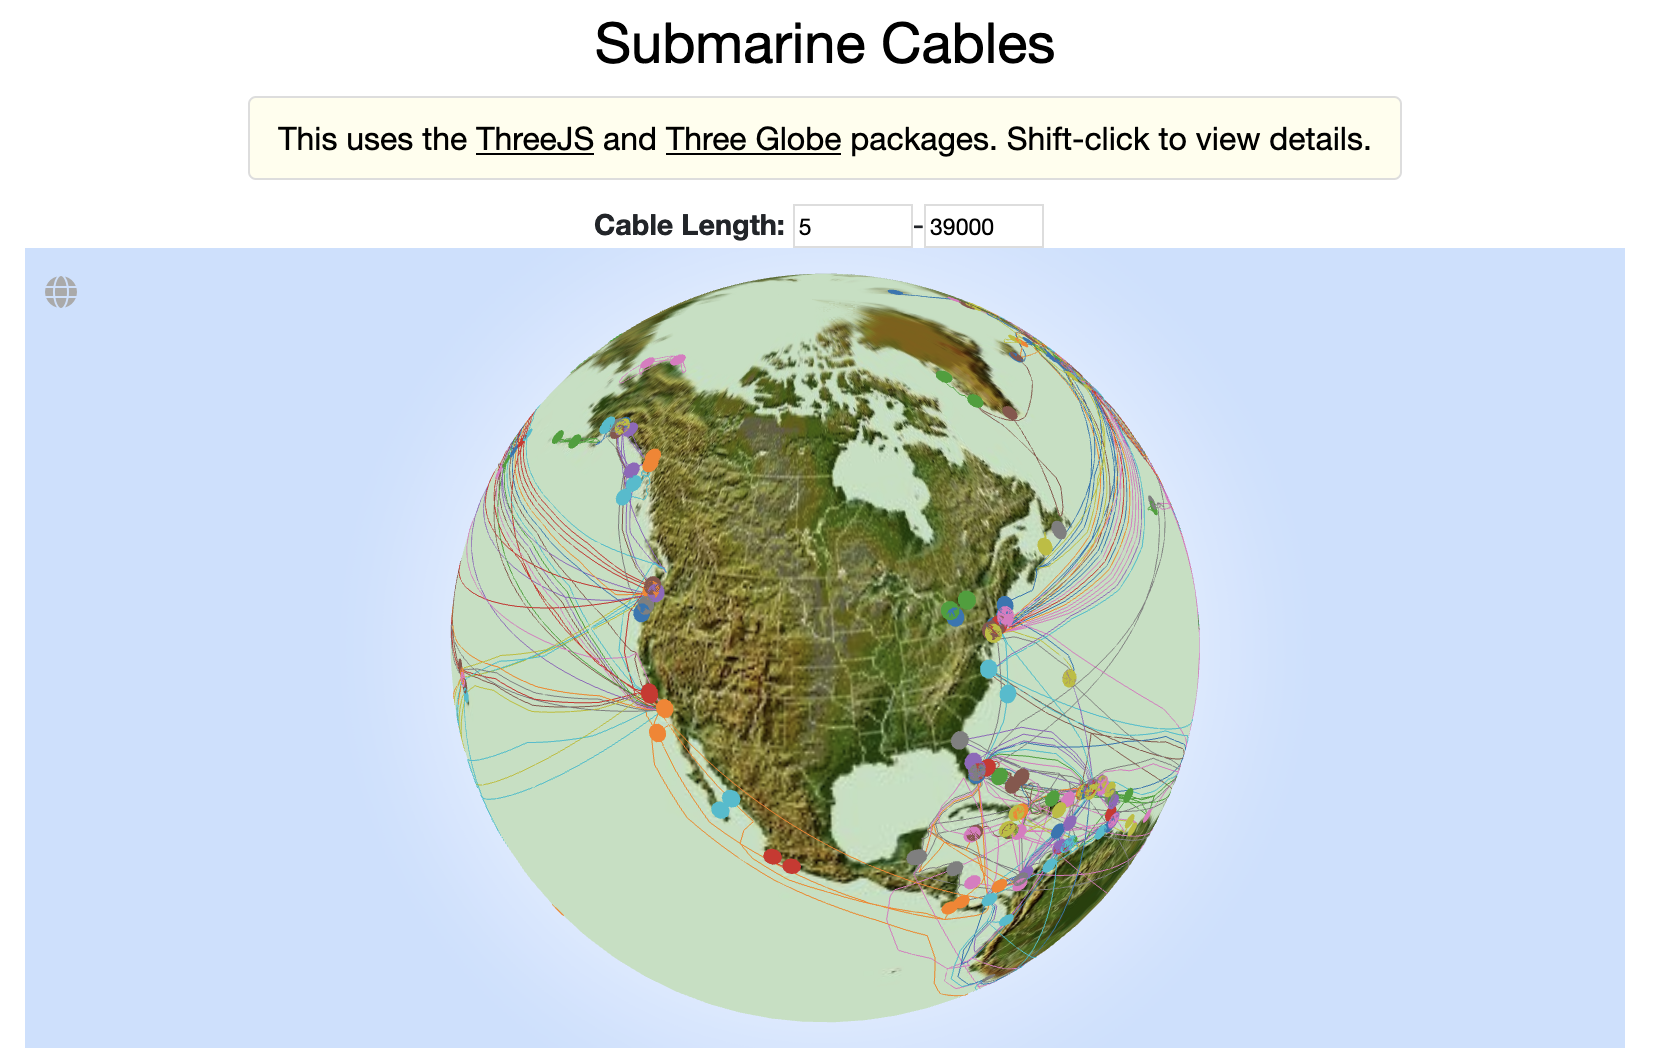 Submarine Cables
This uses the ThreeJS and Three Globe packages. Shift-click to view details.
Cable Length: 5 - 39000